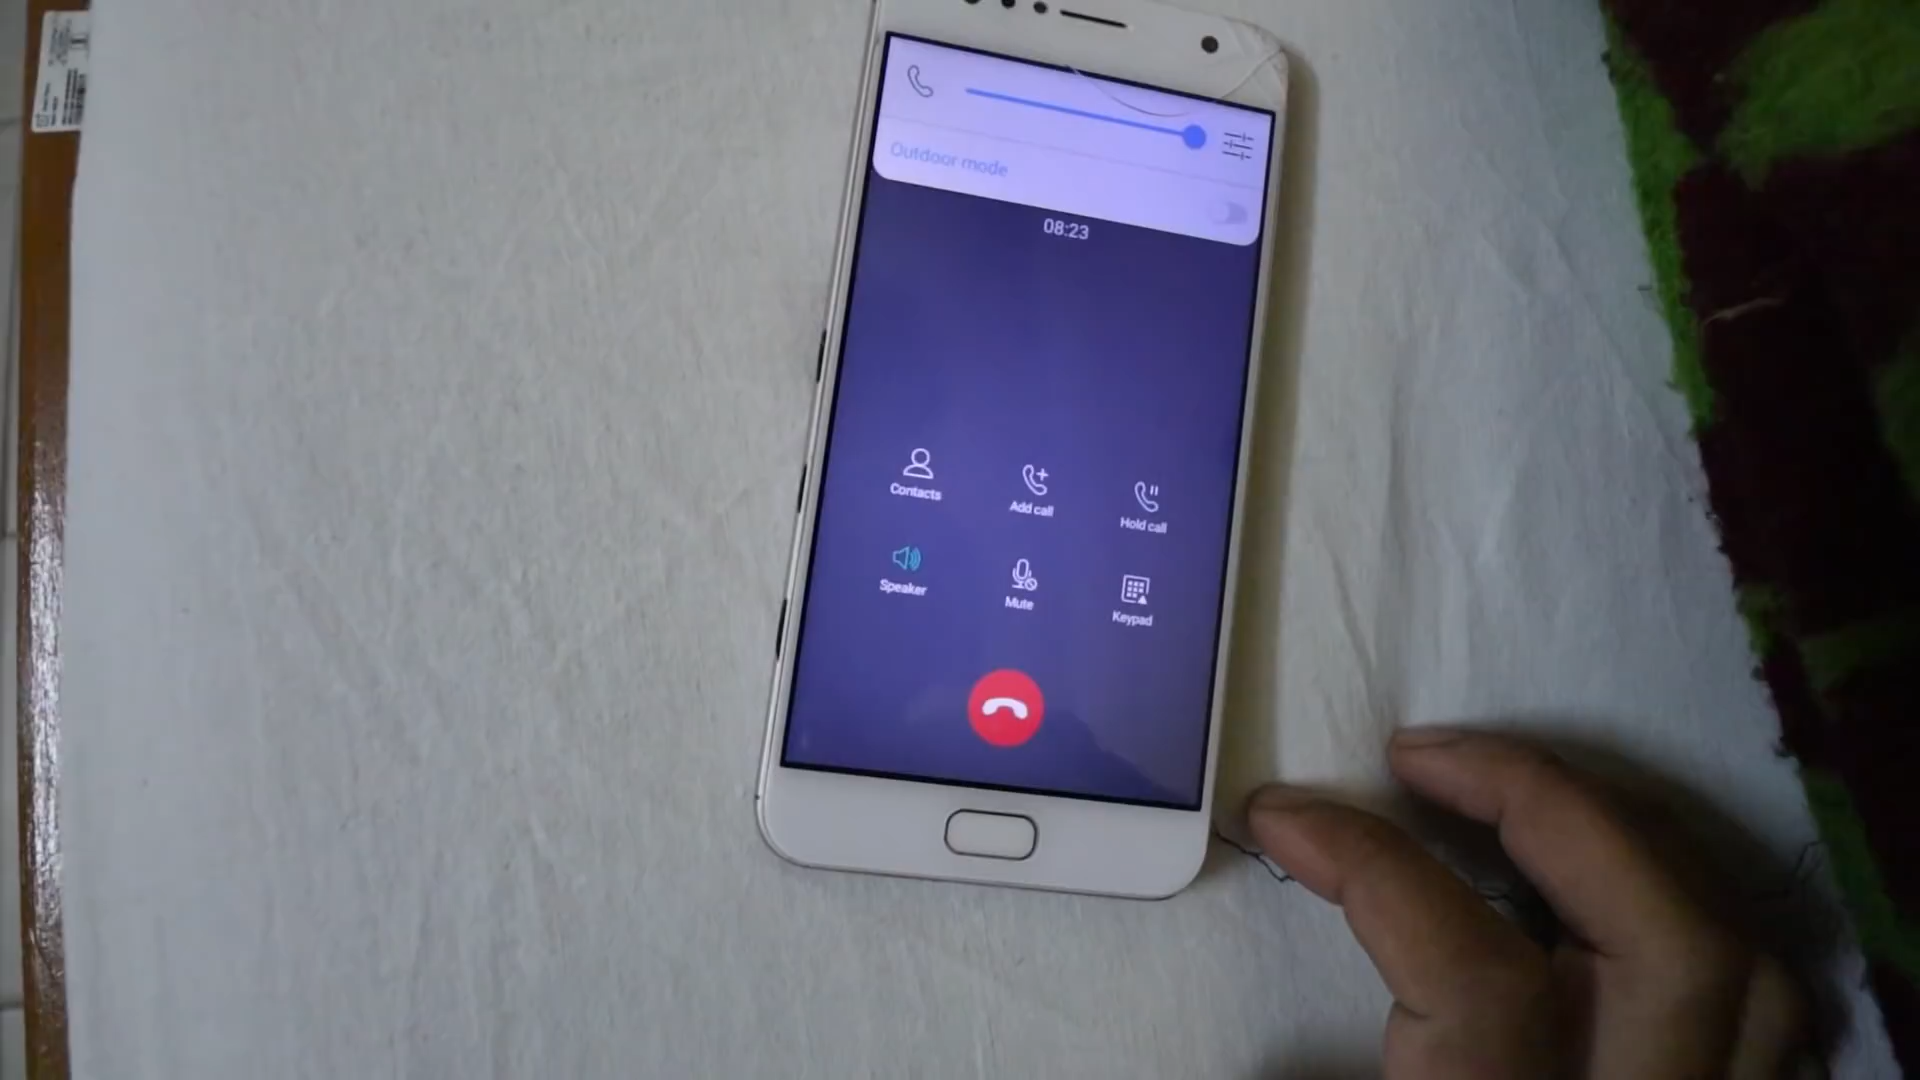 Outdoor mode
08:23
Contacts
Add call
Hold call
Speaker
Mute
Keypad